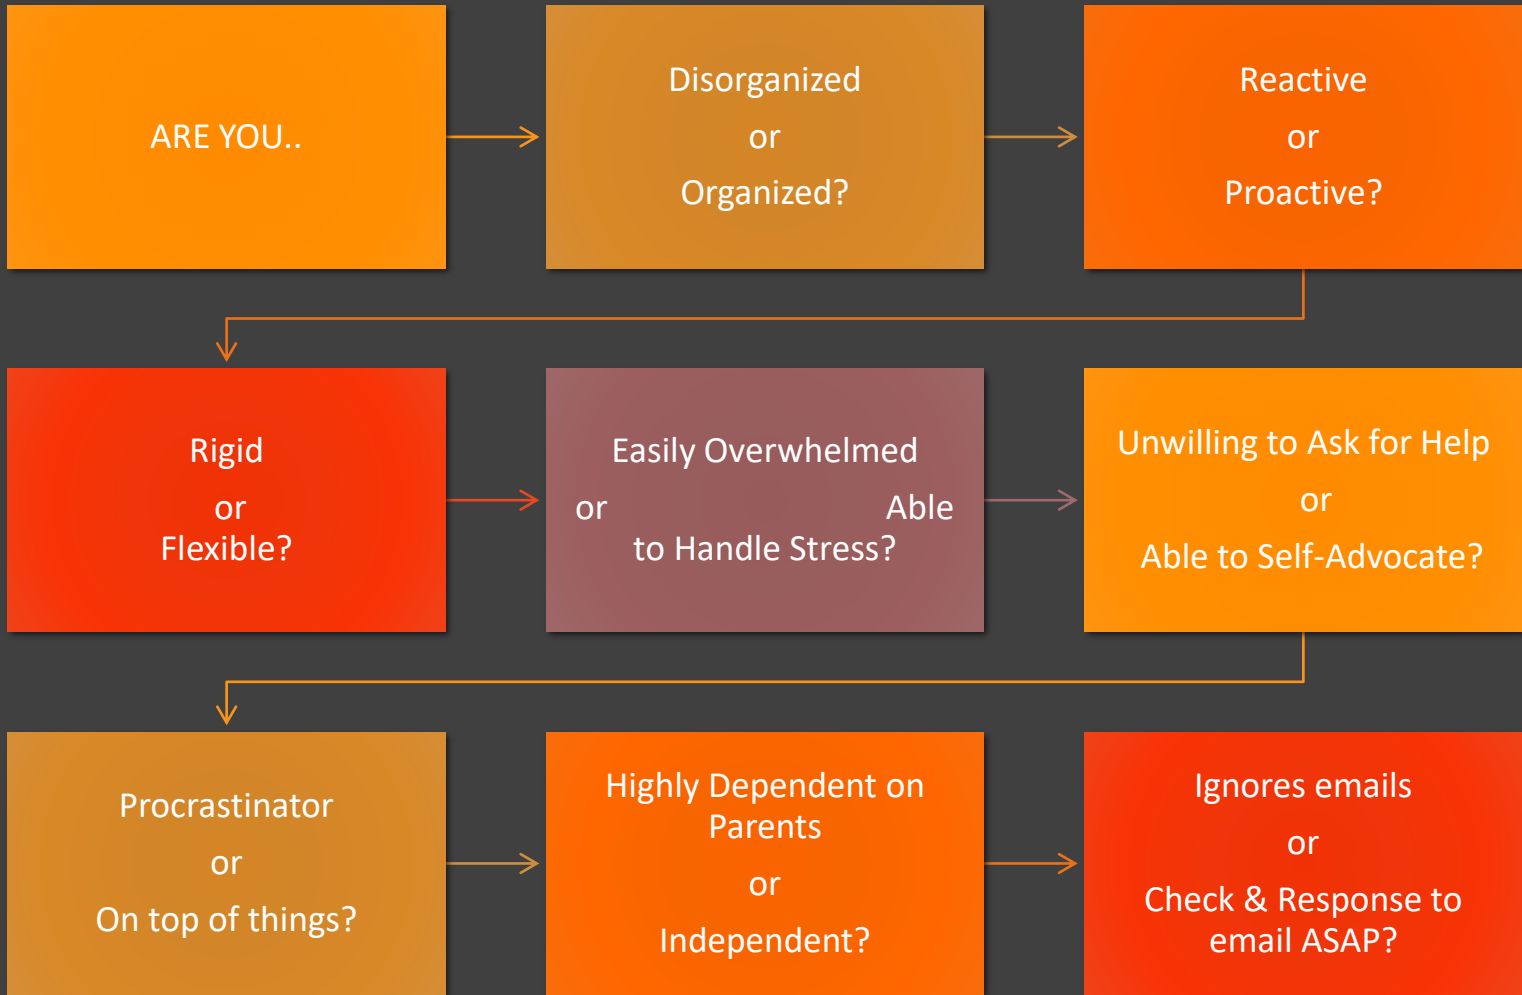 ARE YOU..
Disorganized
or
Organized?
Reactive
or
Proactive?
Rigid
or
Flexible?
Easily Overwhelmed
or Able
to Handle Stress?
Unwilling to Ask for Help
or
Able to Self-Advocate?
Procrastinator
or
On top of things?
Highly Dependent on
Parents
or
Independent?
Ignores emails
or
Check & Response to
email ASAP?